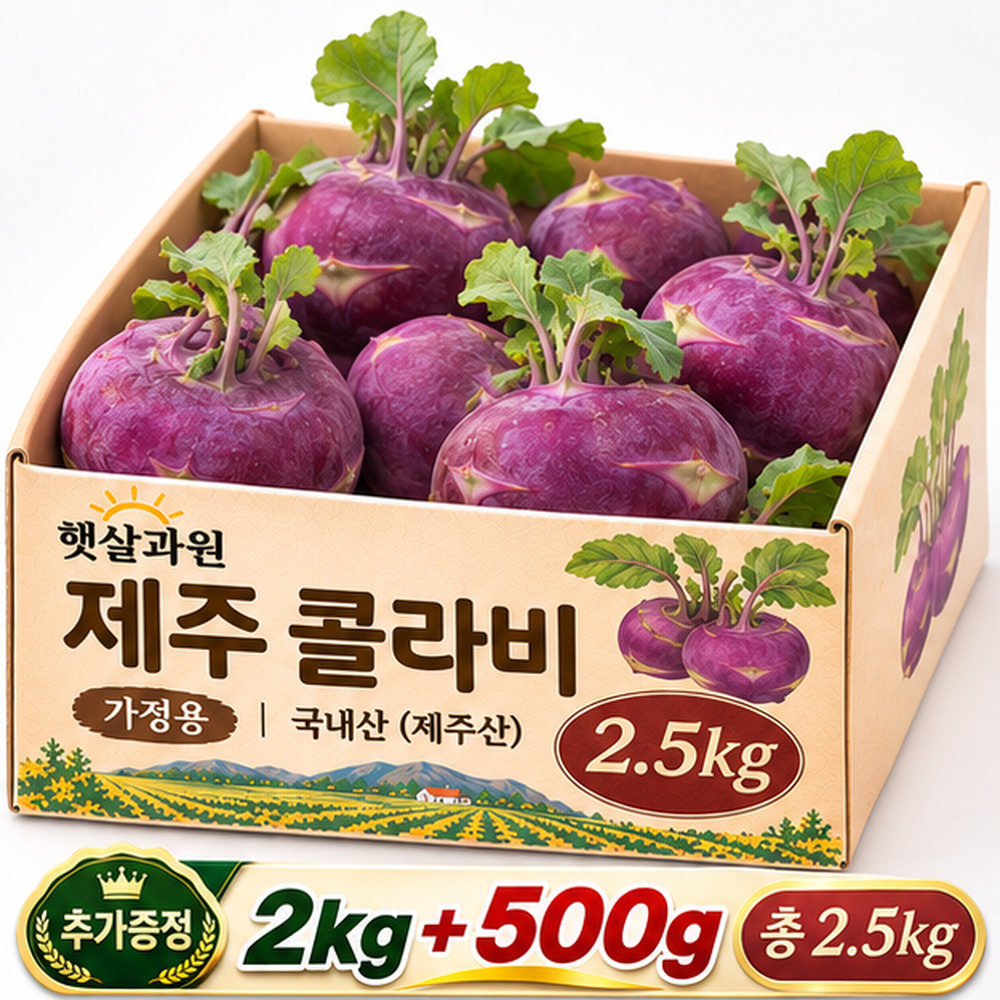 햇살과원
제주 콜라비
가정용 | 국내산 (제주산)
2.5kg
추가증정
2kg+500g
총 2.5kg